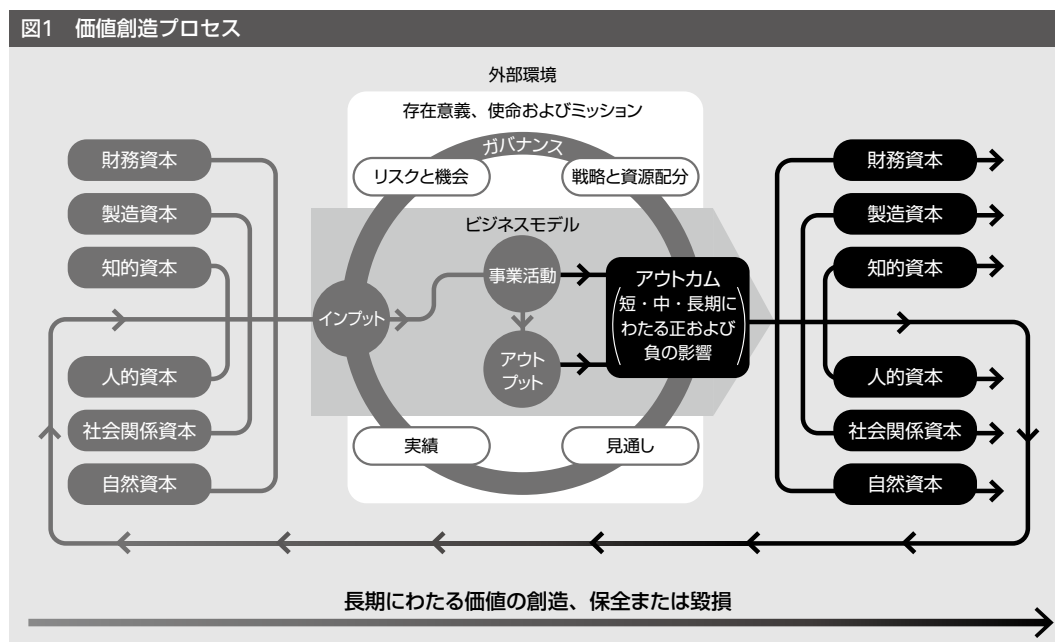 図1 価値創造プロセス
外部環境
存在意義、使命およびミッション
ガバナンス
リスクと機会
戦略と資源配分
財務資本
製造資本
知的資本
人的資本
社会関係資本
自然資本
ビジネスモデル
インプット
事業活動
アウト
プット
アウトカム
(短・中・長期に
わたる正および
負の影響)
実績
見通し
財務資本
製造資本
知的資本
人的資本
社会関係資本
自然資本
長期にわたる価値の創造、保全または毀損